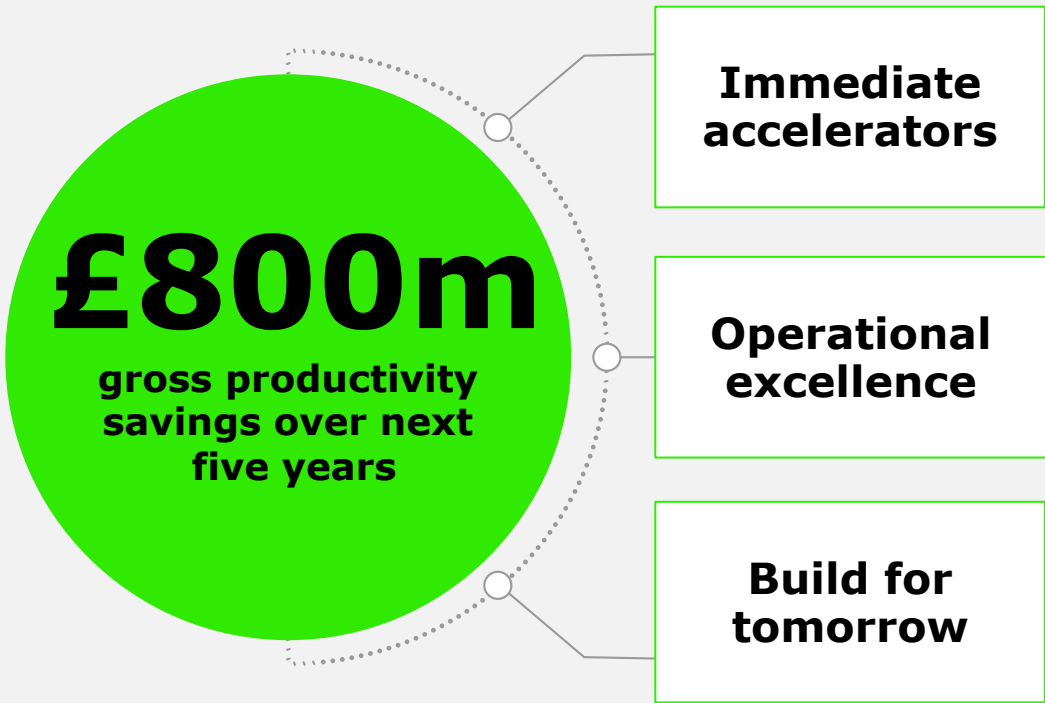 £800m
gross productivity
savings over next
five years
Immediate
accelerators
Operational
excellence
Build for
tomorrow